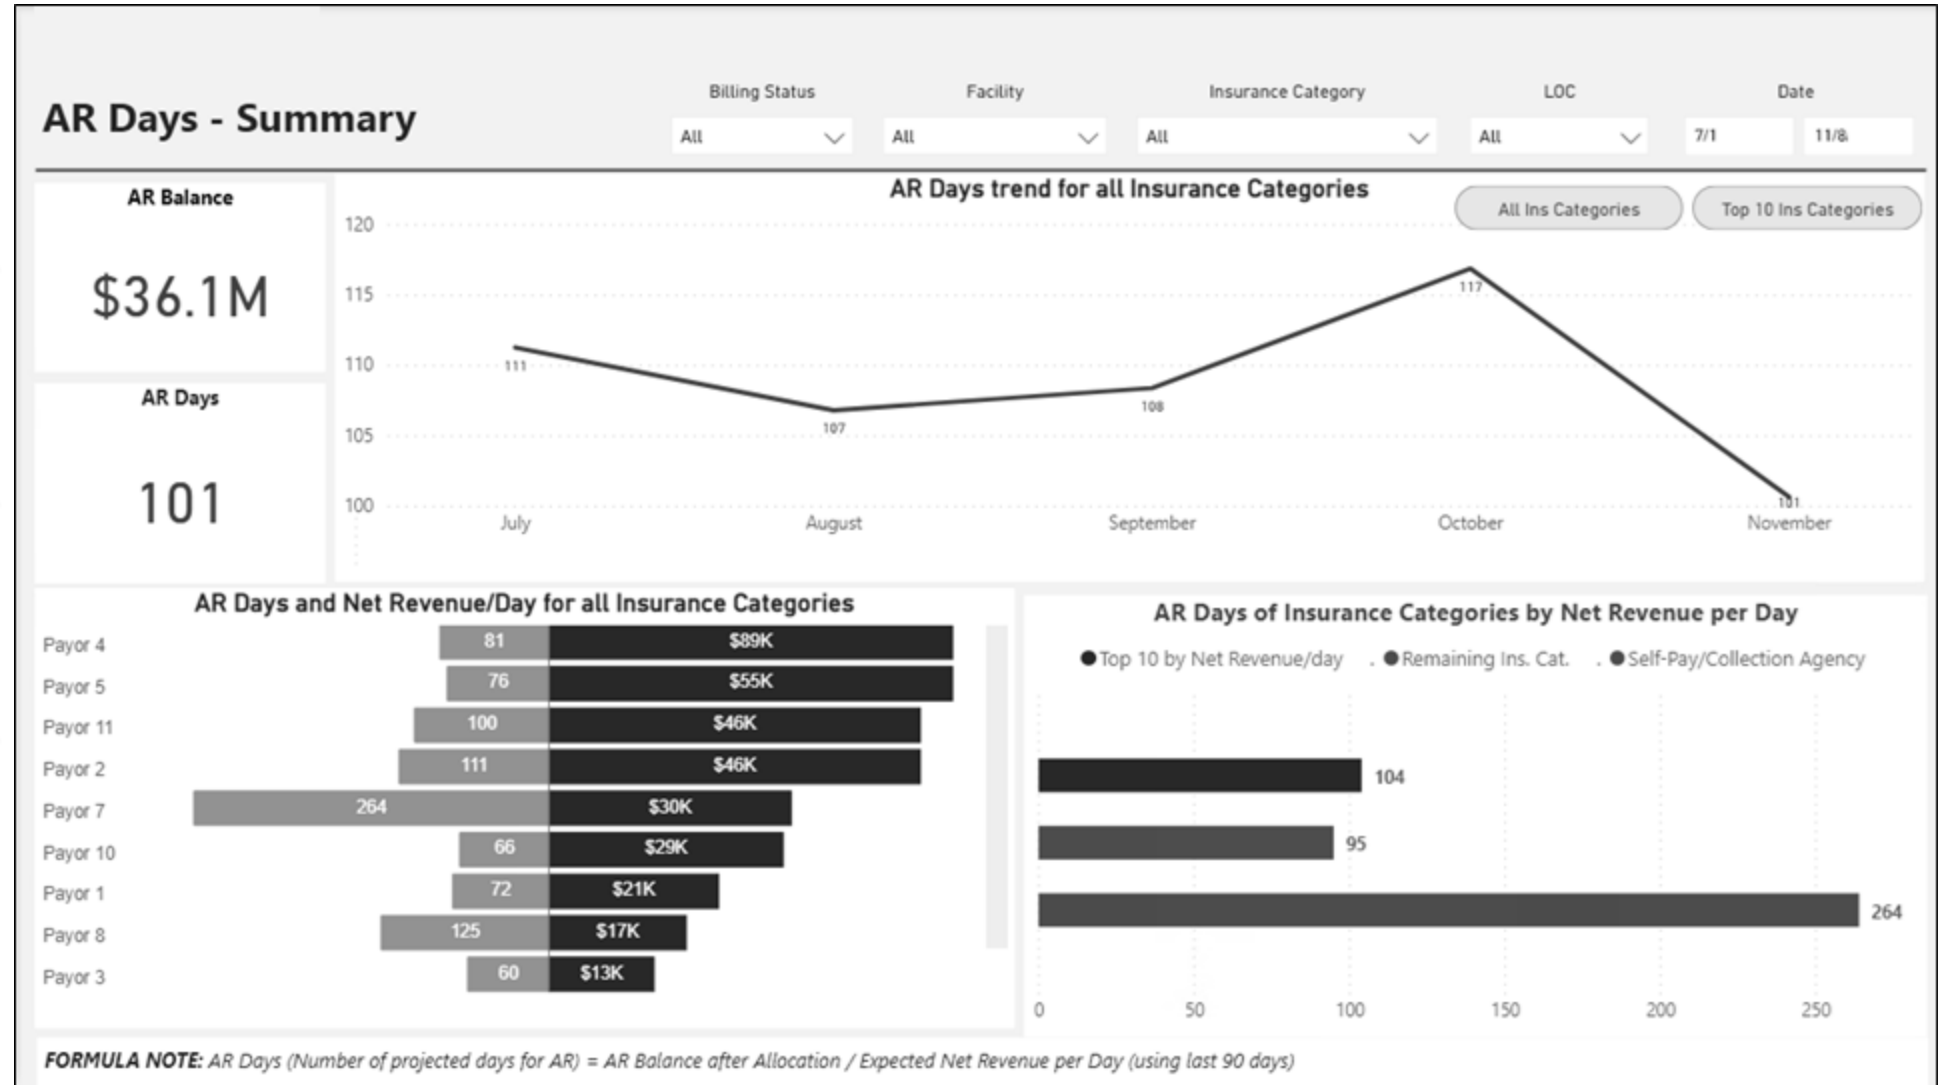 Billing Status Facility Insurance Category LOC Date
AR Days - Summary
All All All All 7/1 11/8
AR Balance
$36.1M
AR Days
101
AR Days trend for all Insurance Categories
All Ins Categories Top 10 Ins Categories
120
115
110
105
100
111
107
108
117
101
July August September October November
AR Days and Net Revenue/Day for all Insurance Categories
Payor 4 81 $89K
Payor 5 76 $55K
Payor 11 100 $46K
Payor 2 111 $46K
Payor 7 264 $30K
Payor 10 66 $29K
Payor 1 72 $21K
Payor 8 125 $17K
Payor 3 60 $13K
AR Days of Insurance Categories by Net Revenue per Day
Top 10 by Net Revenue/day . Remaining Ins. Cat. . Self-Pay/Collection Agency
104
95
264
0 50 100 150 200 250
FORMULA NOTE: AR Days (Number of projected days for AR) = AR Balance after Allocation / Expected Net Revenue per Day (using last 90 days)